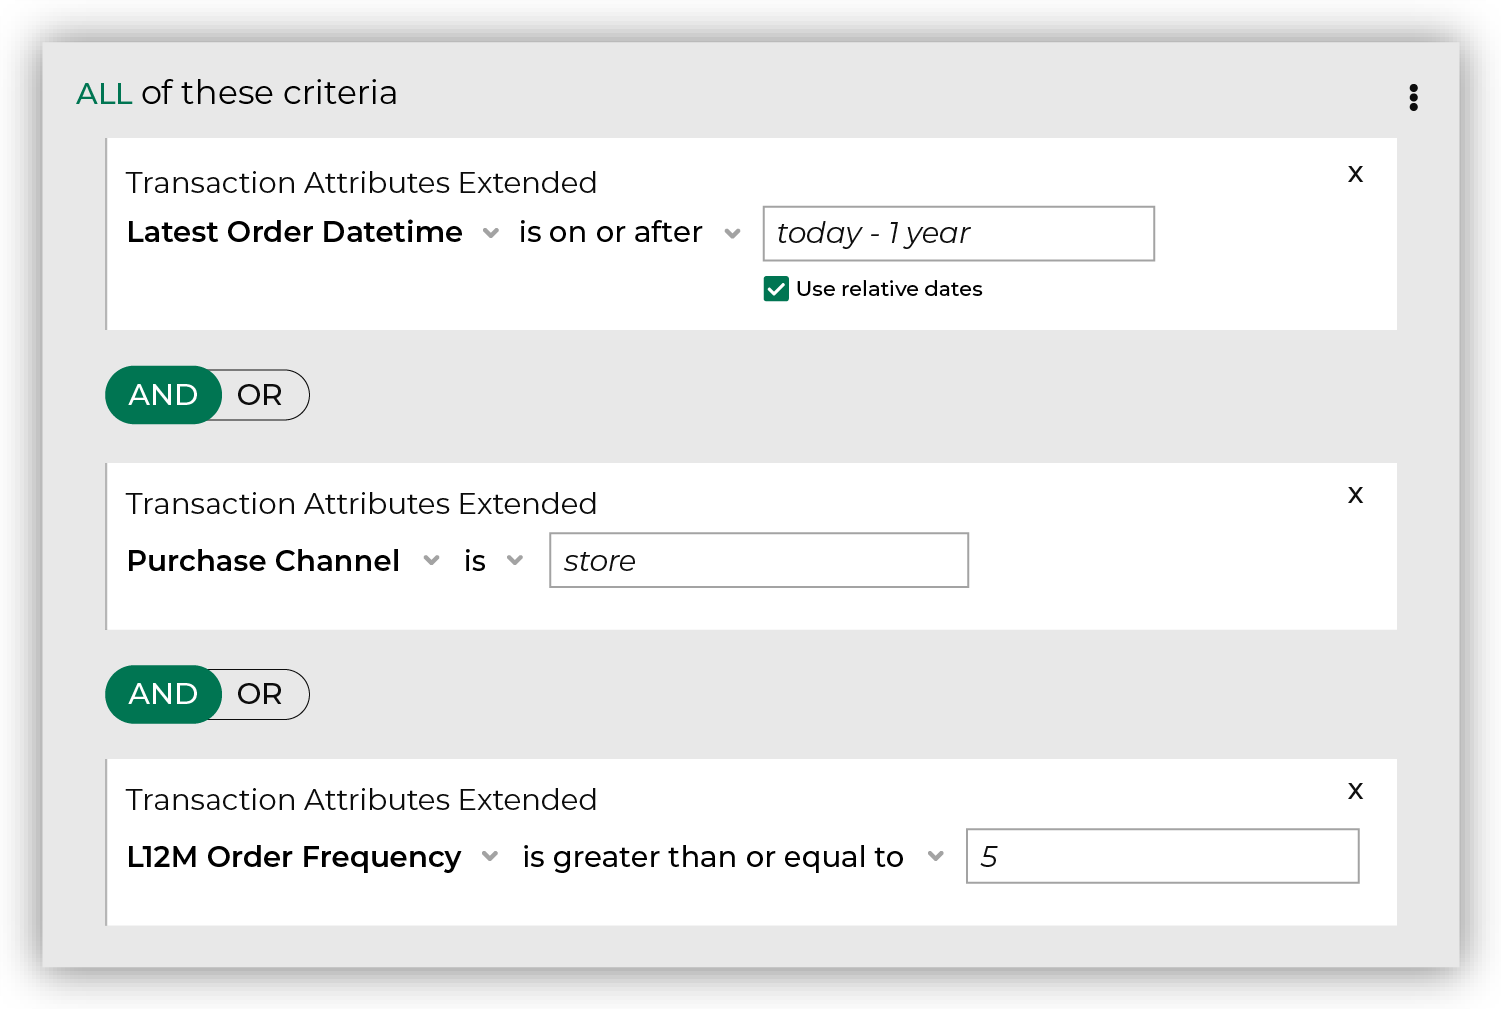 ALL of these criteria
Transaction Attributes Extended
x
Latest Order Datetime is on or after today - 1 year
Use relative dates
AND OR
Transaction Attributes Extended
x
Purchase Channel is store
AND OR
Transaction Attributes Extended
x
L12M Order Frequency is greater than or equal to 5